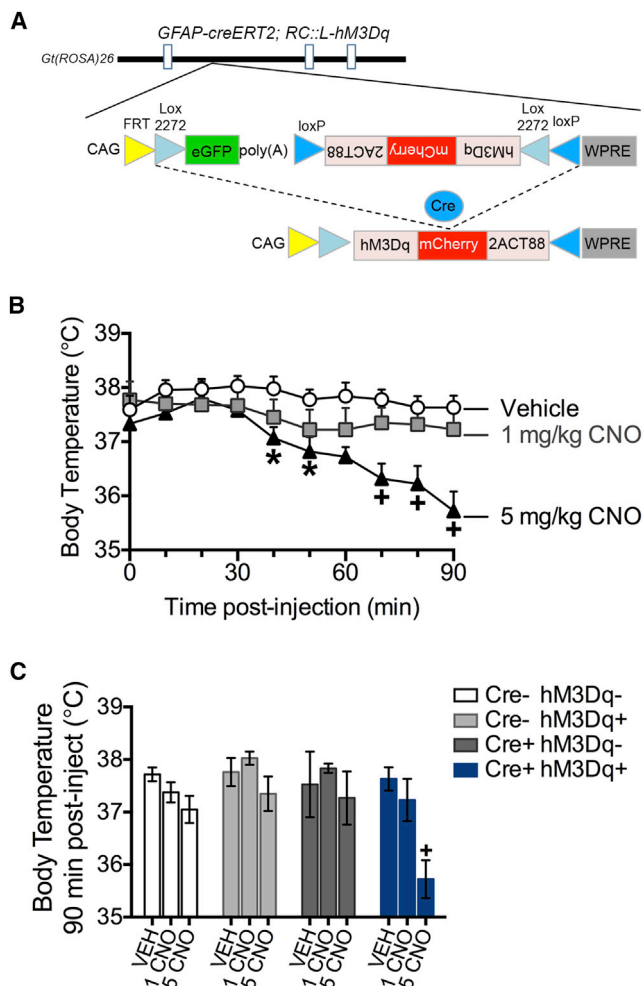 A
GFAP-creERT2; RC::L-hM3Dq
Gt(ROSA)26
FRT
Lox
2272
loxP
Lox
2272
loxP
CAG
eGFP
poly(A)
2ACT88
mCherry
hM3Dq
WPRE
Cre
CAG
hM3Dq
mCherry
2ACT88
WPRE
B
Body Temperature (°C)
39
38
37
36
35
*
*
+
+
+
Vehicle
1 mg/kg CNO
5 mg/kg CNO
0
30
60
90
Time post-injection (min)
C
Body Temperature
90 min post-inject (°C)
39
38
37
36
35
+
Cre- hM3Dq-
Cre- hM3Dq+
Cre+ hM3Dq-
Cre+ hM3Dq+
VEH
1 CNO
5 CNO
VEH
1 CNO
5 CNO
VEH
1 CNO
5 CNO
VEH
1 CNO
5 CNO